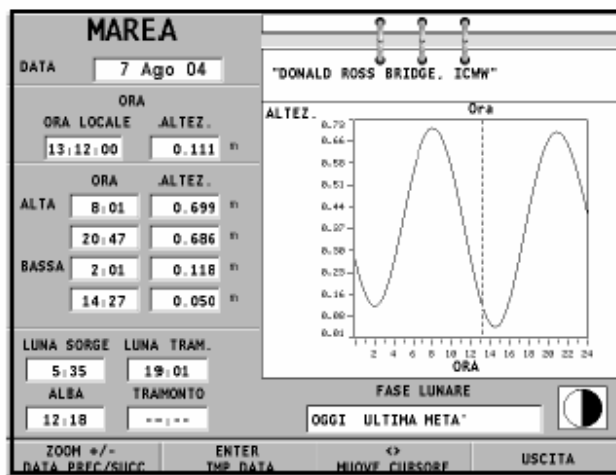 MAREA
DATA 7 Ago 04
ORA
ORA LOCALE ALTEZ.
13:12:00 0.111 m
ORA ALTEZ.
ALTA 8:01 0.699 m
20:47 0.686 m
BASSA 2:01 0.118 m
14:27 0.050 m
LUNA SORGE LUNA TRAM.
5:35 19:01
ALBA TRAMONTO
12:18 --:--
"DONALD ROSS BRIDGE, ICWW"
ALTEZ. Ora
0.73
0.66
0.58
0.51
0.44
0.37
0.30
0.23
0.16
0.08
0.01
2 4 6 8 10 12 14 16 18 20 22 24
ORA
FASE LUNARE
OGGI ULTIMA META'
ZOOM +/- ENTER <> USCITA
DATA PREC/SUCC TMP DATA MUOVE CURSORE